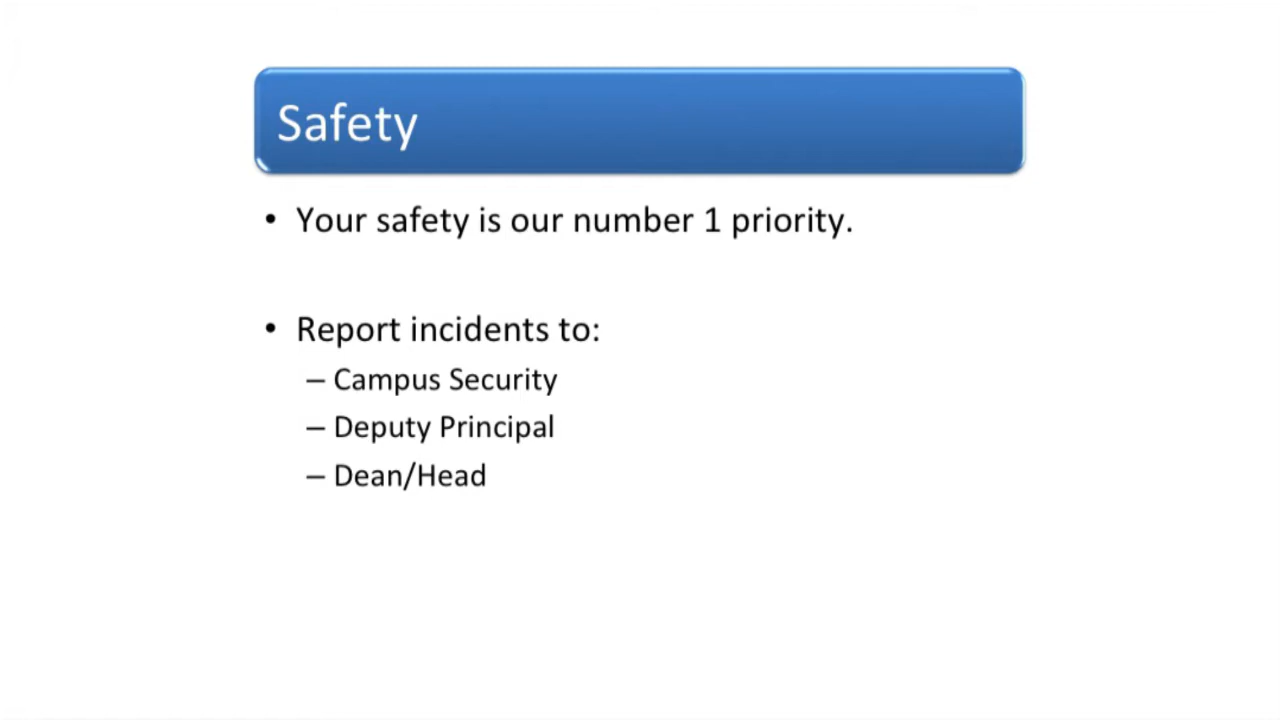 Safety
• Your safety is our number 1 priority.
• Report incidents to:
– Campus Security
– Deputy Principal
– Dean/Head